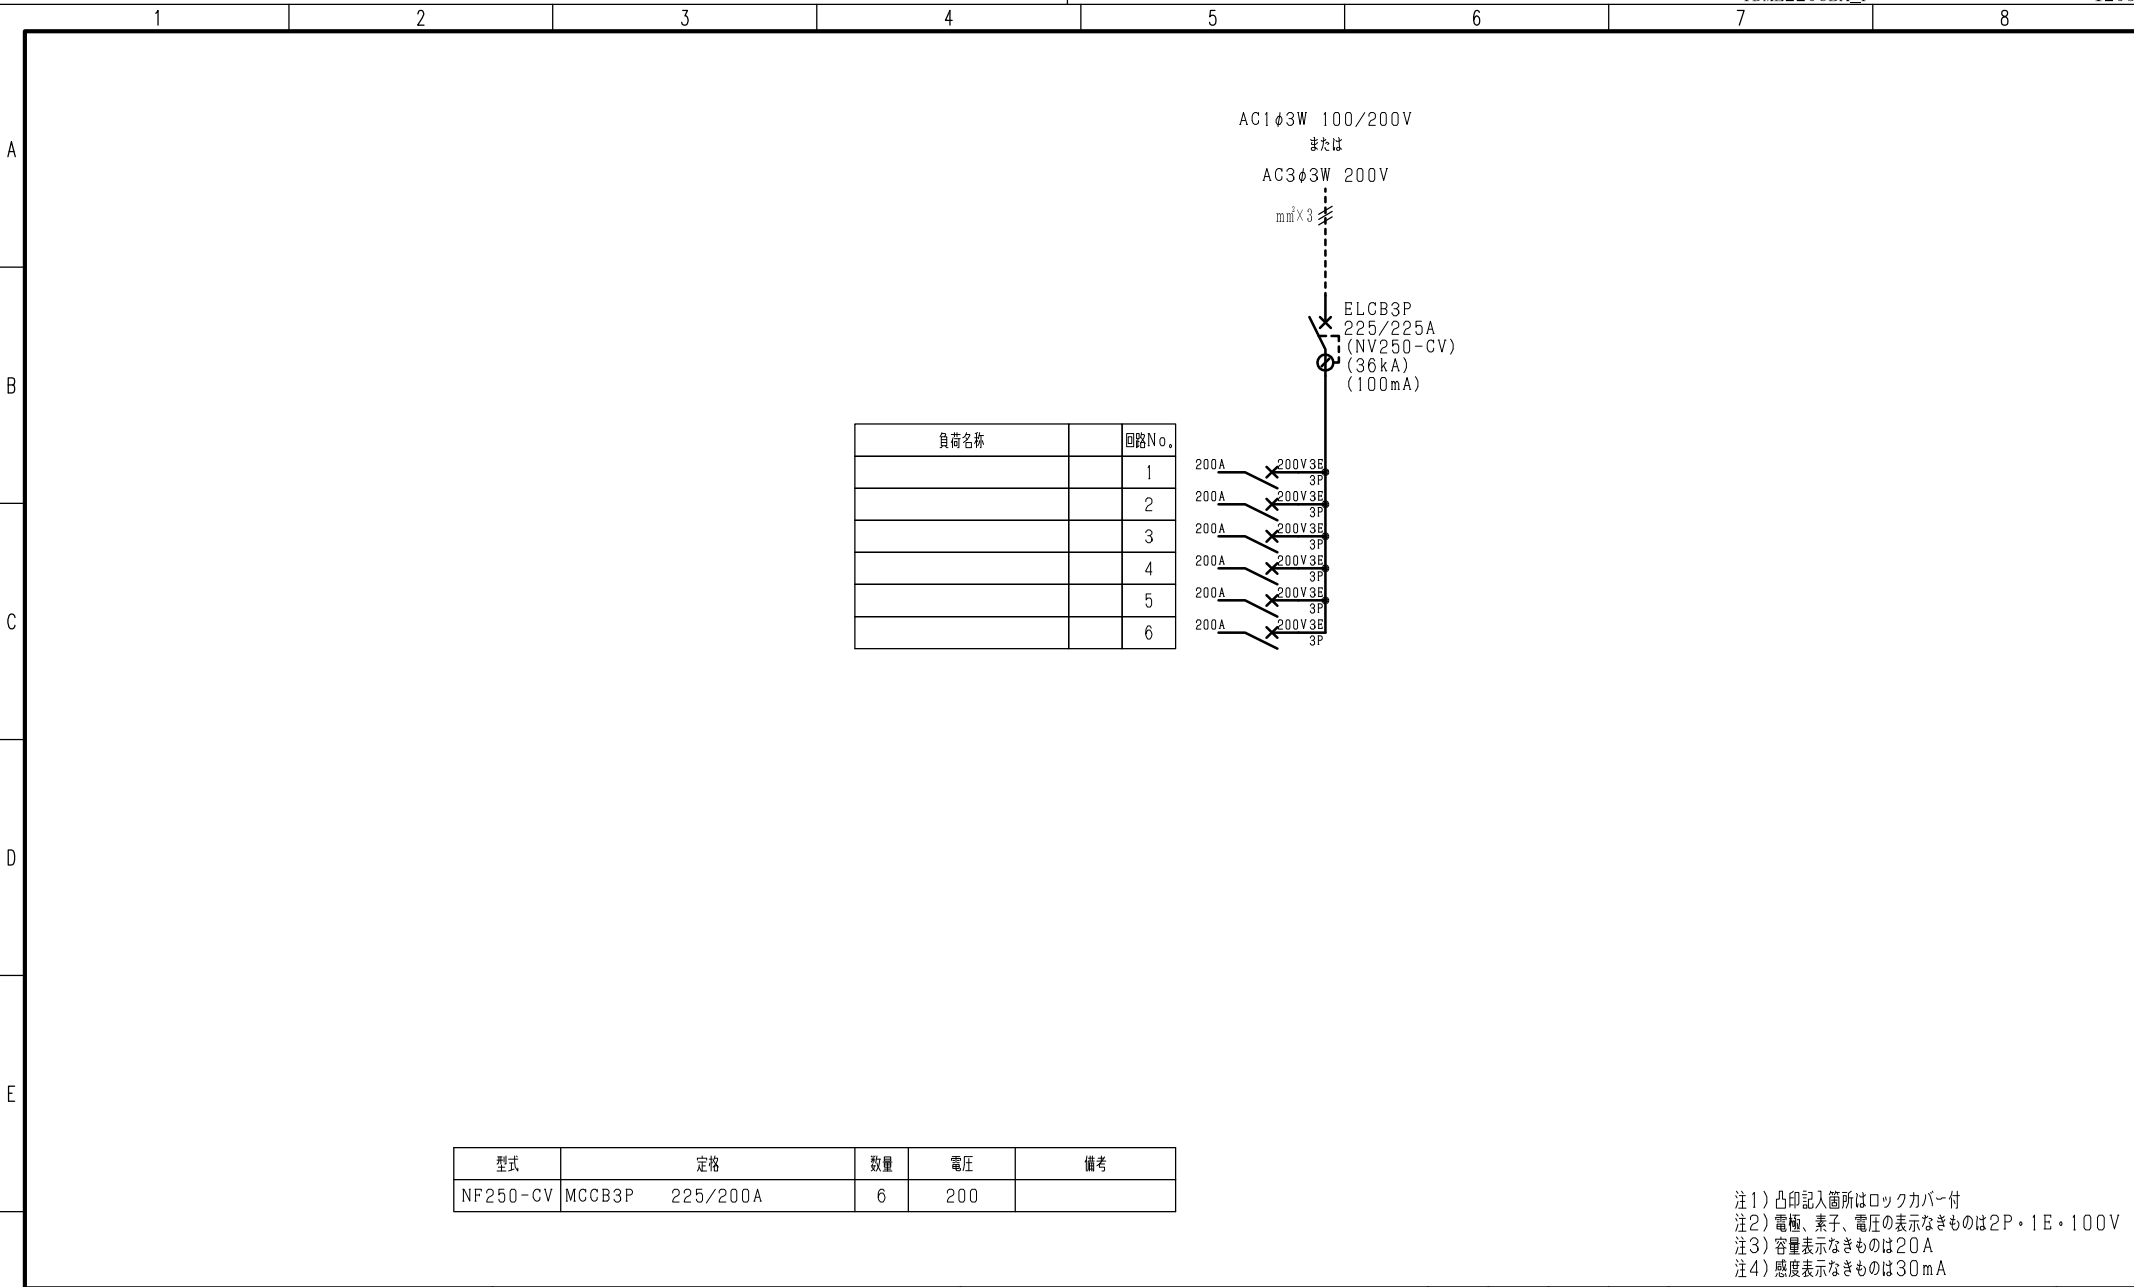 1 2 3 4 5 6 7 8
A
B
C
D
E
AC1φ3W 100/200V
または
AC3φ3W 200V
mm²×3
ELCB3P
225/225A
(NV250-CV)
(36kA)
(100mA)
負荷名称 回路No.
1 200A 200V3E
3P
2 200A 200V3E
3P
3 200A 200V3E
3P
4 200A 200V3E
3P
5 200A 200V3E
3P
6 200A 200V3E
3P
型式 定格 数量 電圧 備考
NF250-CV MCCB3P 225/200A 6 200
注1)凸印記入箇所はロックカバー付
注2)電極、素子、電圧の表示なきものは2P・1E・100V
注3)容量表示なきものは20A
注4)感度表示なきものは30mA